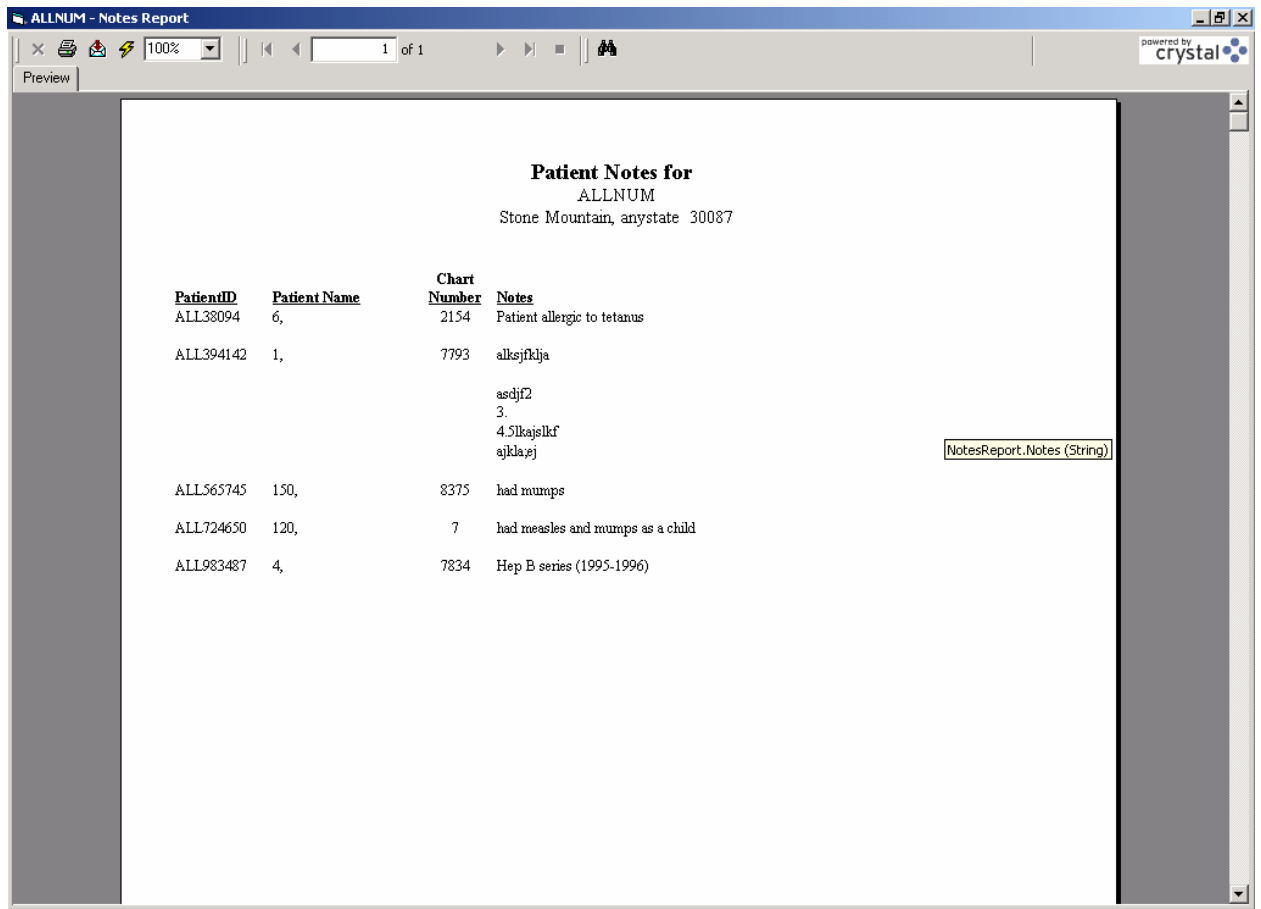 ALLNUM - Notes Report
100% 1 of 1 powered by crystal
Preview
Patient Notes for
ALLNUM
Stone Mountain, anystate 30087
Chart
PatientID Patient Name Number Notes
ALL38094 6, 2154 Patient allergic to tetanus
ALL394142 1, 7793 alksjfklja
asdjf2
3.
4.5lkajslkf
ajkla;ej
NotesReport.Notes (String)
ALL565745 150, 8375 had mumps
ALL724650 120, 7 had measles and mumps as a child
ALL983487 4, 7834 Hep B series (1995-1996)